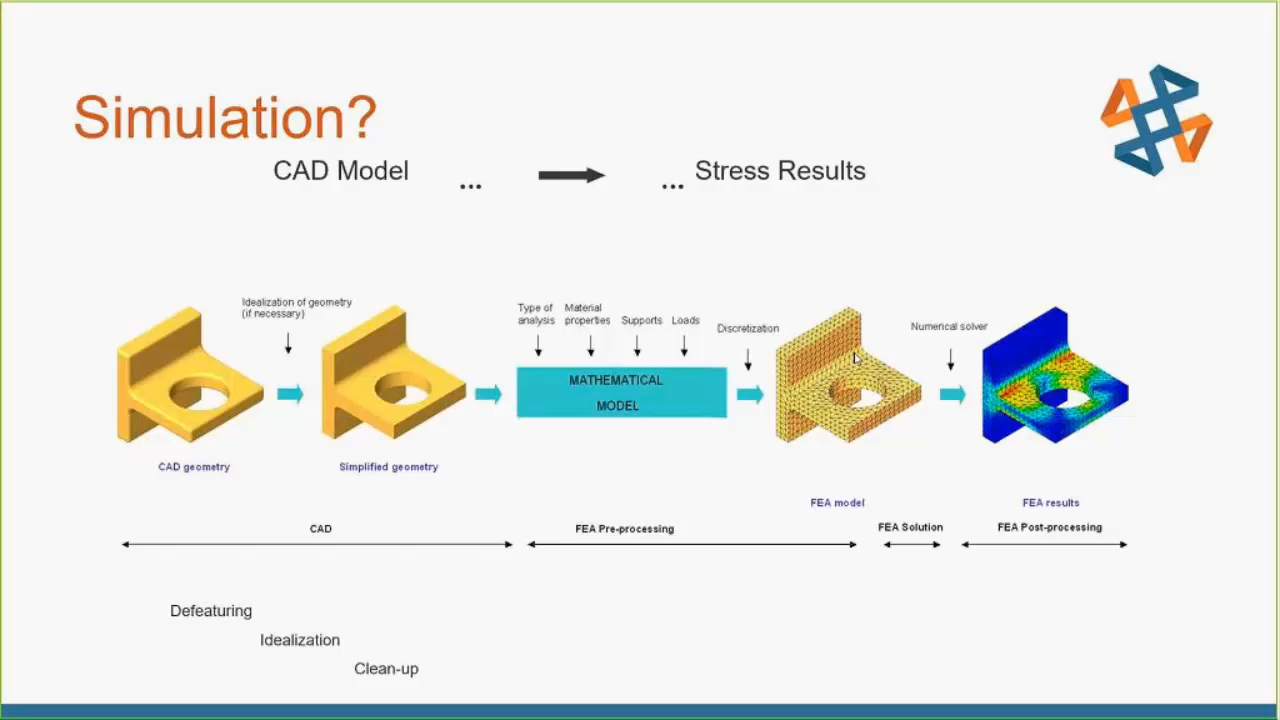 Simulation?
CAD Model ... ... Stress Results
Idealization of geometry
(if necessary)
Type of
analysis
Material
properties
Supports
Loads
Discretization
Numerical solver
MATHEMATICAL
MODEL
CAD geometry
Simplified geometry
FEA model
FEA results
CAD
FEA Pre-processing
FEA Solution
FEA Post-processing
Defeaturing
Idealization
Clean-up